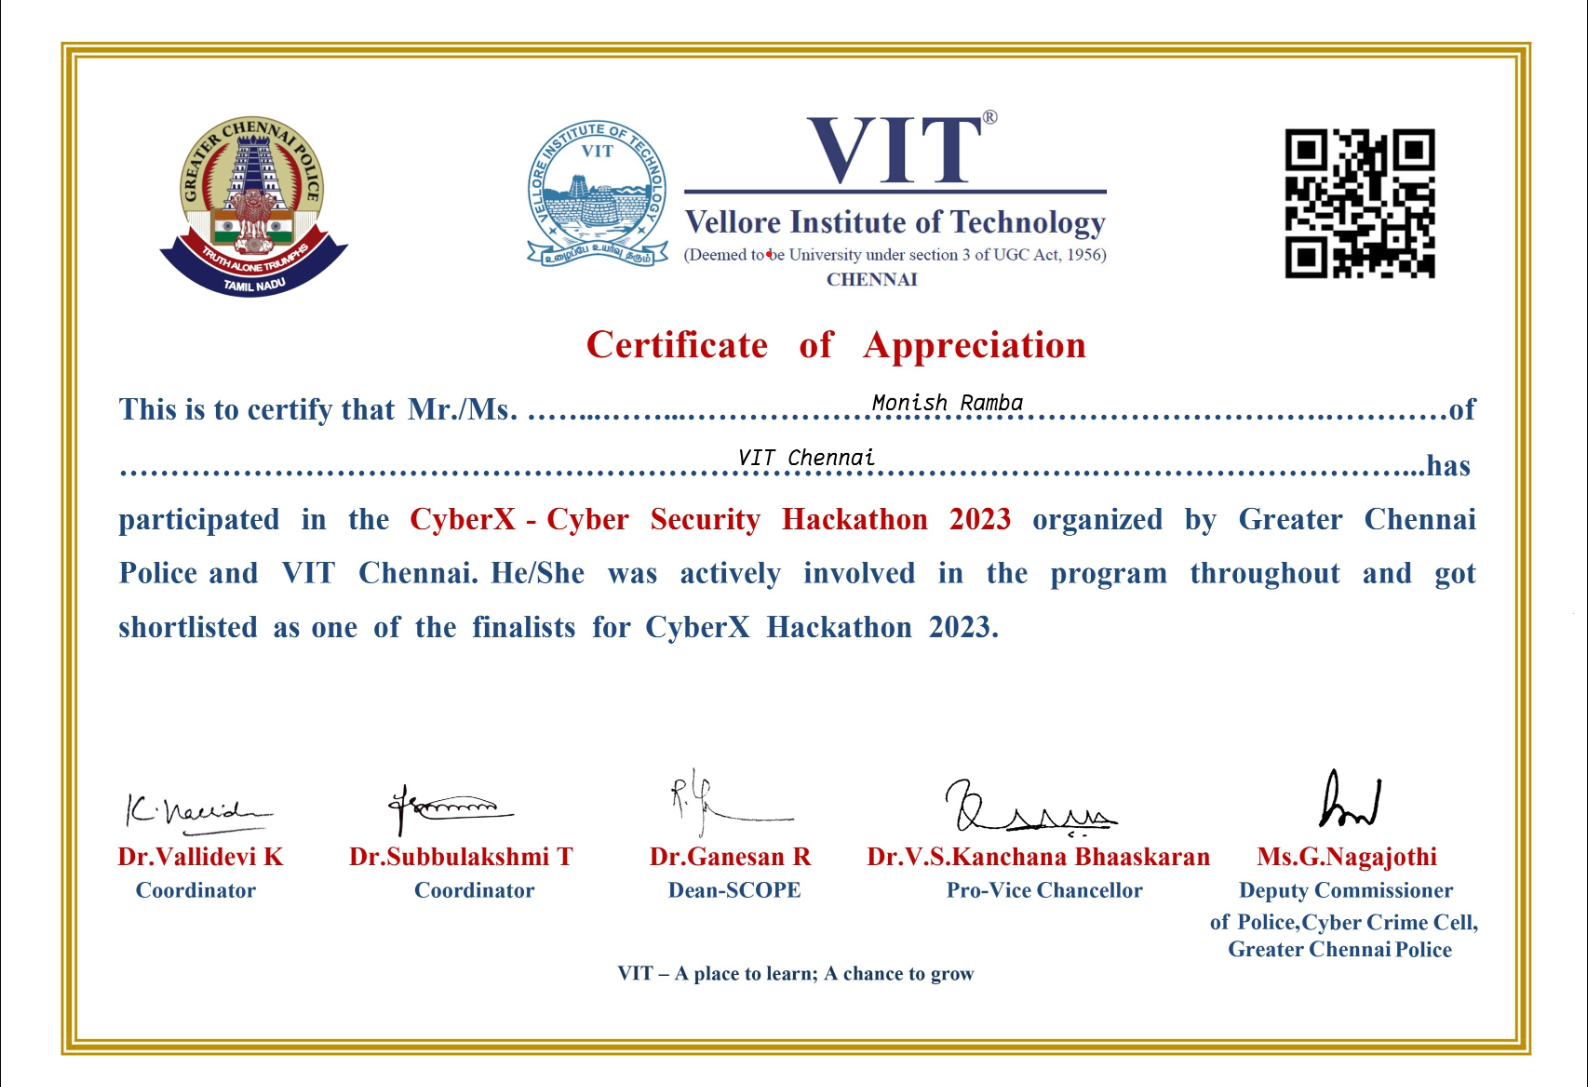 GREATER CHENNAI POLICE
TRUTH ALONE TRIUMPHS
TAMIL NADU
VELLORE INSTITUTE OF TECHNOLOGY
VIT
உழைப்பே உயர்வு தரும்
VIT®
Vellore Institute of Technology
(Deemed to be University under section 3 of UGC Act, 1956)
CHENNAI
Certificate of Appreciation
This is to certify that Mr./Ms. ……...……...………………Monish Ramba……………………………..…………of
……………………………………………………VIT Chennai…………………..…………………………...has
participated in the CyberX - Cyber Security Hackathon 2023 organized by Greater Chennai
Police and VIT Chennai. He/She was actively involved in the program throughout and got
shortlisted as one of the finalists for CyberX Hackathon 2023.
Dr.Vallidevi K
Coordinator
Dr.Subbulakshmi T
Coordinator
Dr.Ganesan R
Dean-SCOPE
Dr.V.S.Kanchana Bhaaskaran
Pro-Vice Chancellor
Ms.G.Nagajothi
Deputy Commissioner
of Police,Cyber Crime Cell,
Greater Chennai Police
VIT – A place to learn; A chance to grow